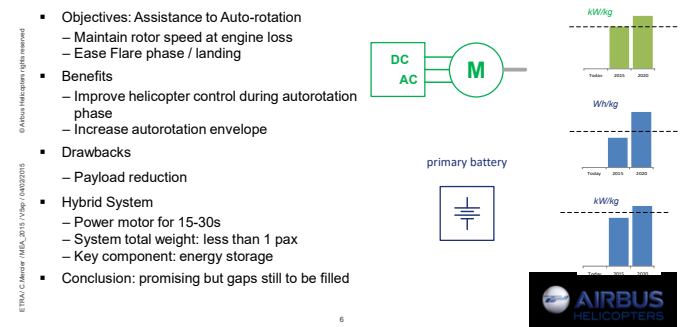 ▪ Objectives: Assistance to Auto-rotation
– Maintain rotor speed at engine loss
– Ease Flare phase / landing
▪ Benefits
– Improve helicopter control during autorotation
phase
– Increase autorotation envelope
▪ Drawbacks
– Payload reduction
▪ Hybrid System
– Power motor for 15-30s
– System total weight: less than 1 pax
– Key component: energy storage
▪ Conclusion: promising but gaps still to be filled
DC
AC
M
primary battery
kW/kg
Today 2015 2020
Wh/kg
Today 2015 2020
kW/kg
Today 2015 2020
© Airbus Helicopters rights reserved
ETRA / C.Mercier / MEA_2015 / VSip / 04/02/2015
6
AIRBUS
HELICOPTERS